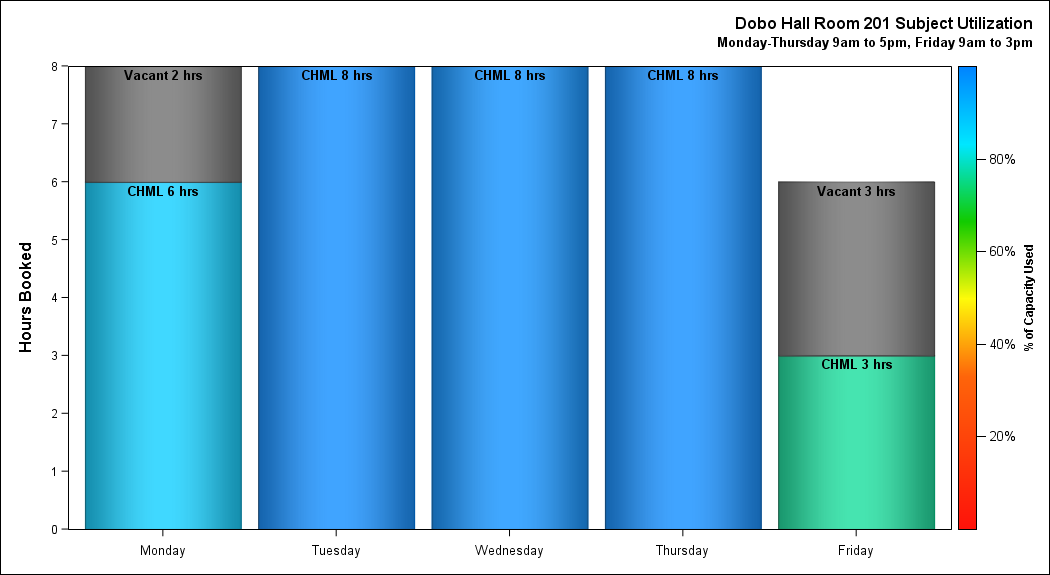 Dobo Hall Room 201 Subject Utilization
Monday-Thursday 9am to 5pm, Friday 9am to 3pm
Hours Booked
8
7
6
5
4
3
2
1
0
Vacant 2 hrs
CHML 6 hrs
CHML 8 hrs
CHML 8 hrs
CHML 8 hrs
Vacant 3 hrs
CHML 3 hrs
Monday
Tuesday
Wednesday
Thursday
Friday
80%
60%
40%
20%
% of Capacity Used